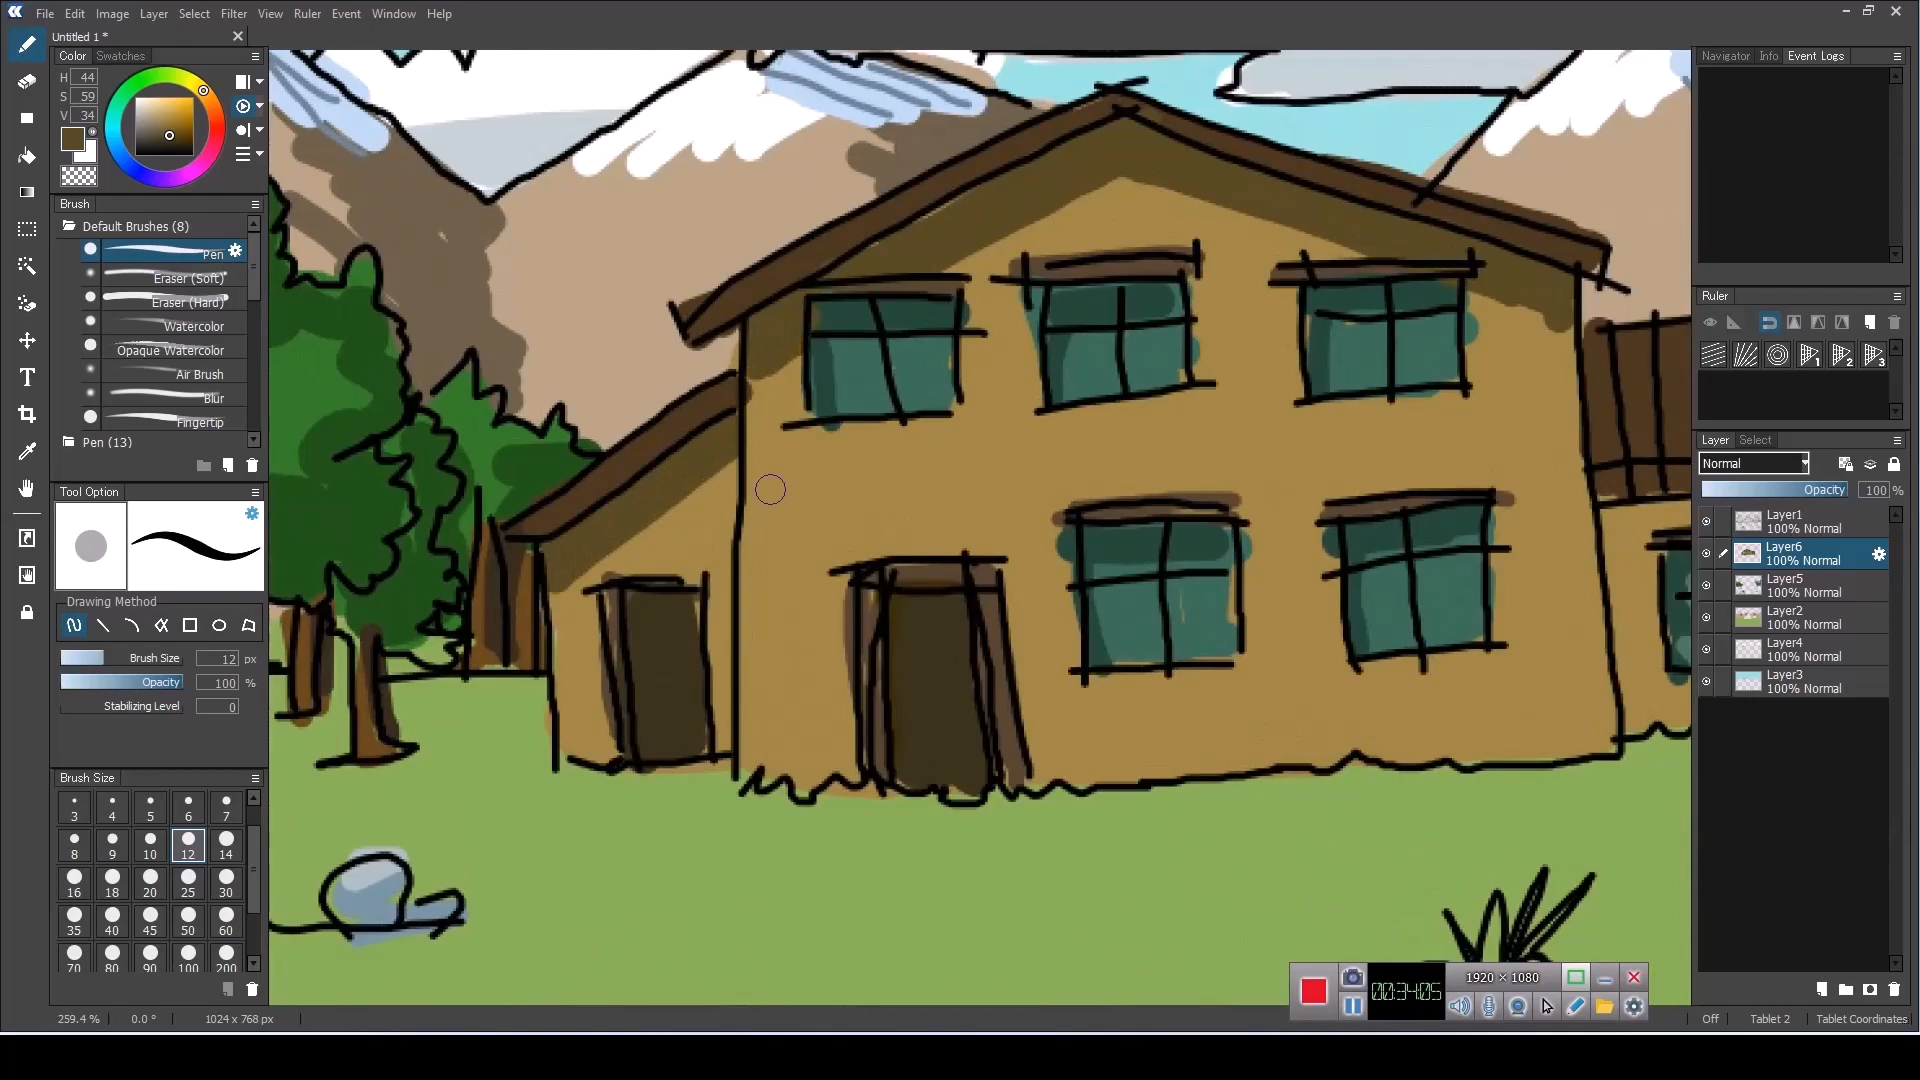 File Edit Image Layer Select Filter View Ruler Event Window Help
Untitled 1 *
Color Swatches
H 44
S 59
V 34
Brush
Default Brushes (8)
Pen
Eraser (Soft)
Eraser (Hard)
Watercolor
Opaque Watercolor
Air Brush
Blur
Fingertip
Pen (13)
Tool Option
Drawing Method
Brush Size 12 px
Opacity 100 %
Stabilizing Level 0
Brush Size
3 4 5 6 7
8 9 10 12 14
16 18 20 25 30
35 40 45 50 60
70 80 90 100 200
259.4 % 0.0 ° 1024 x 768 px
Navigator Info Event Logs
Ruler
1 2 3
Layer Select
Normal
Opacity 100 %
Layer1
100% Normal
Layer6
100% Normal
Layer5
100% Normal
Layer2
100% Normal
Layer4
100% Normal
Layer3
100% Normal
00:34:05
1920 × 1080
Off Tablet 2 Tablet Coordinates